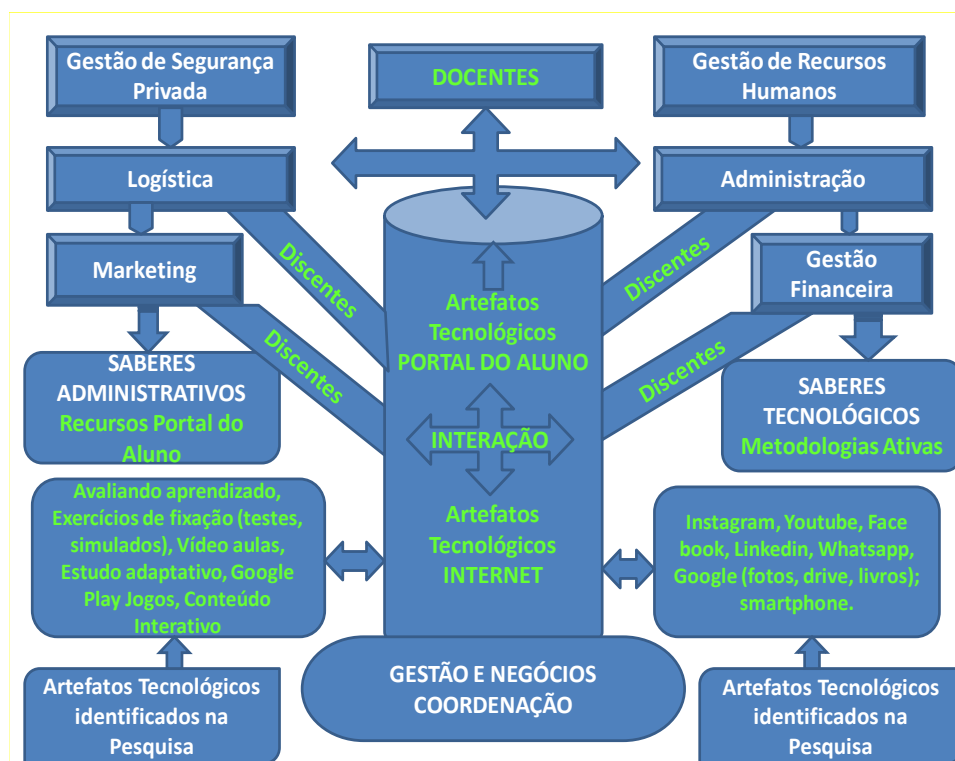 Gestão de Segurança
Privada
DOCENTES
Gestão de Recursos
Humanos
Logística
Administração
Marketing
Gestão
Financeira
Discentes
Discentes
Discentes
Discentes
Artefatos
Tecnológicos
PORTAL DO ALUNO
SABERES
ADMINISTRATIVOS
Recursos Portal do
Aluno
INTERAÇÃO
SABERES
TECNOLÓGICOS
Metodologias Ativas
Avaliando aprendizado,
Exercícios de fixação (testes,
simulados), Vídeo aulas,
Estudo adaptativo, Google
Play Jogos, Conteúdo
Interativo
Artefatos
Tecnológicos
INTERNET
Instagram, Youtube, Face
book, Linkedin, Whatsapp,
Google (fotos, drive, livros);
smartphone.
GESTÃO E NEGÓCIOS
COORDENAÇÃO
Artefatos Tecnológicos
identificados na
Pesquisa
Artefatos Tecnológicos
identificados na
Pesquisa